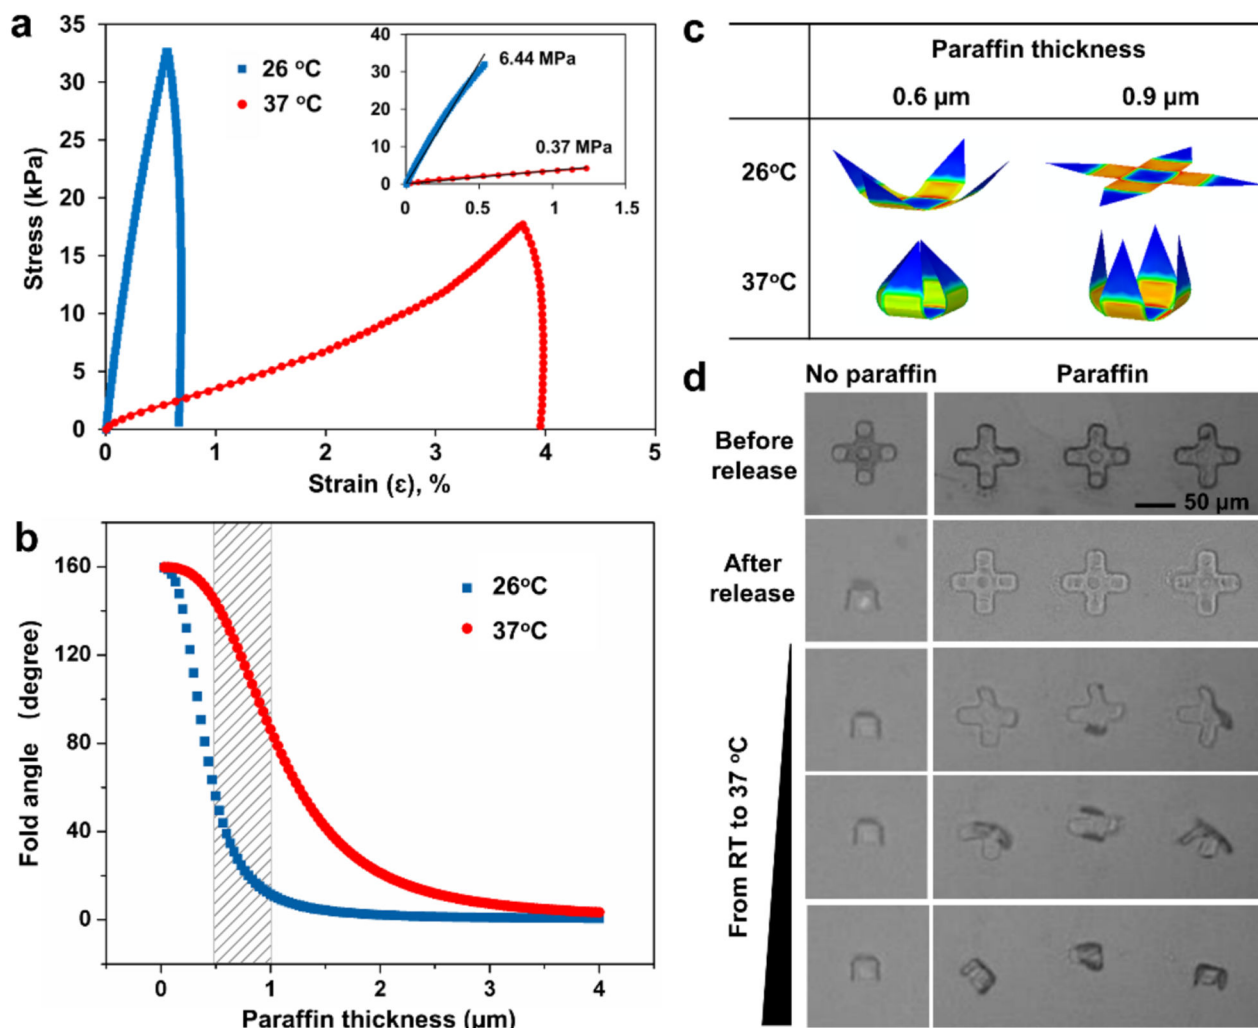 a
35
30
25
20
15
10
5
0
Stress (kPa)
26 °C
37 °C
40
30
20
10
0
6.44 MPa
0.37 MPa
0 0.5 1 1.5
0 1 2 3 4 5
Strain (ε), %
b
160
120
80
40
0
Fold angle (degree)
26°C
37°C
0 1 2 3 4
Paraffin thickness (μm)
c
Paraffin thickness
0.6 μm 0.9 μm
26°C
37°C
d
No paraffin Paraffin
Before
release
50 μm
After
release
From RT to 37 °C